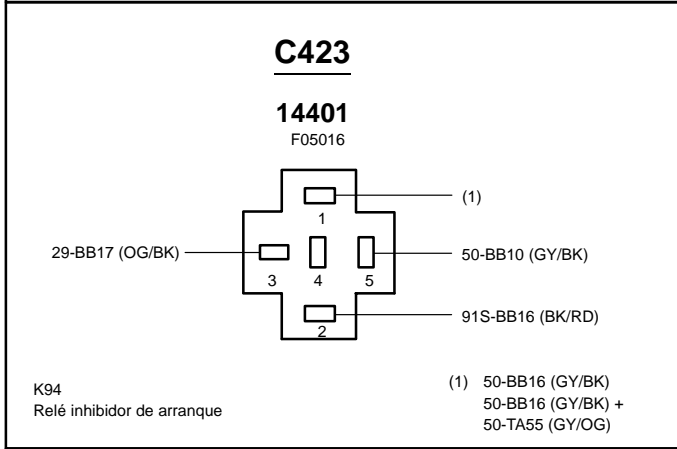 C423
14401
F05016
(1)
1
29-BB17 (OG/BK)
50-BB10 (GY/BK)
3 4 5
91S-BB16 (BK/RD)
2
K94
Relé inhibidor de arranque
(1) 50-BB16 (GY/BK)
50-BB16 (GY/BK) +
50-TA55 (GY/OG)